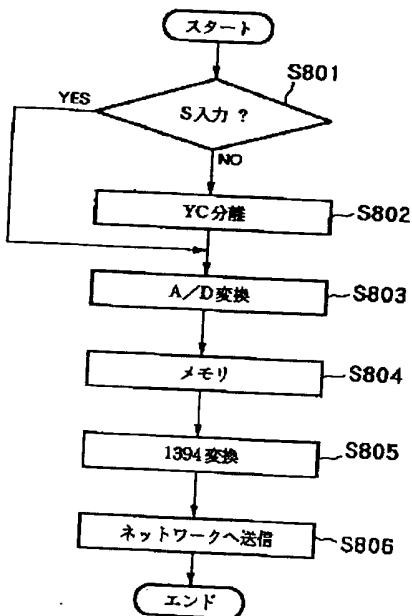 スタート
S801
YES
S入力 ?
NO
YC分離
S802
A/D変換
S803
メモリ
S804
1394変換
S805
ネットワークへ送信
S806
エンド